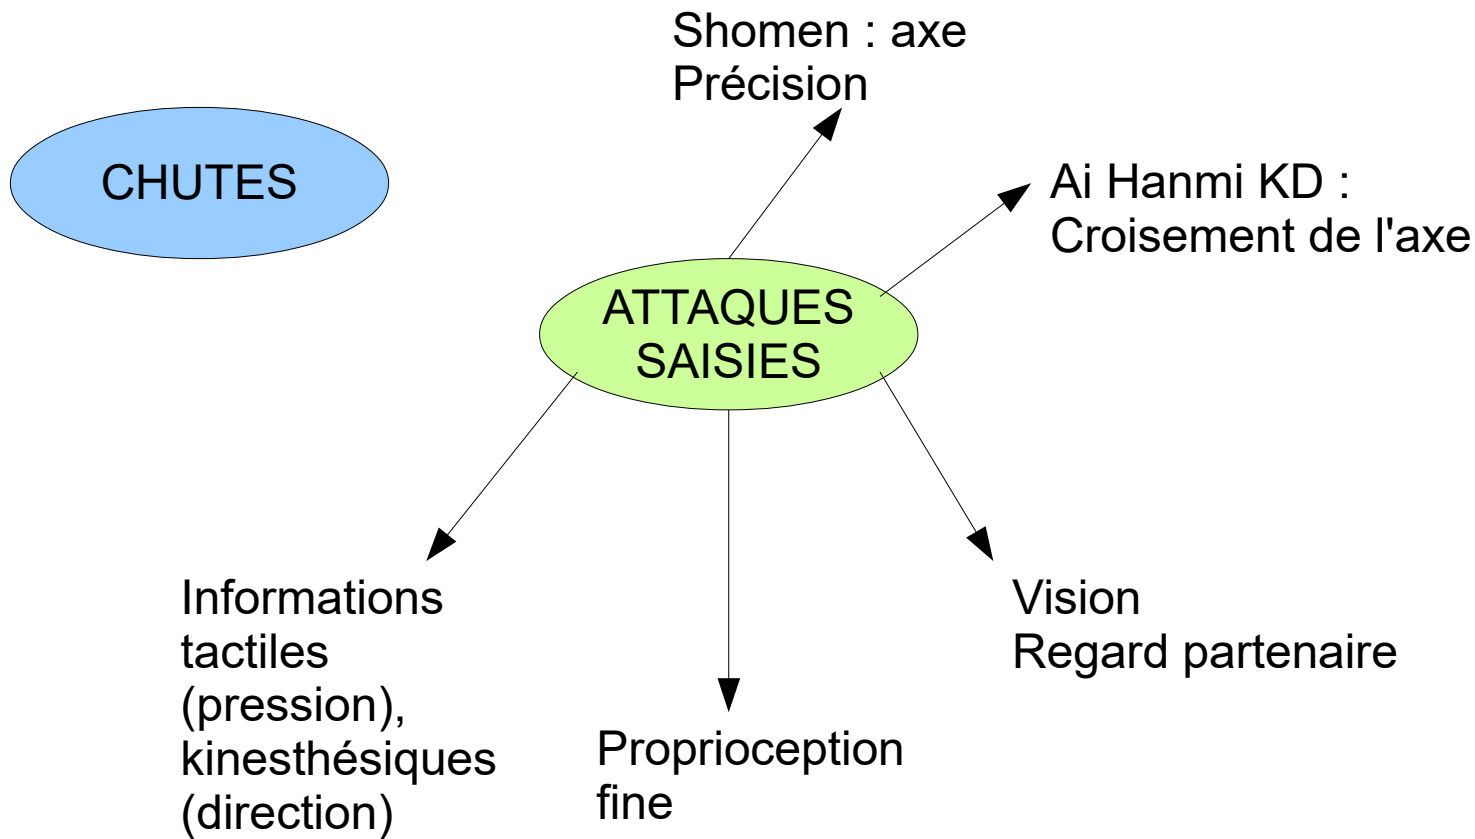 Shomen : axe
Précision
CHUTES
Ai Hanmi KD :
Croisement de l'axe
ATTAQUES
SAISIES
Informations
tactiles
(pression),
kinesthésiques
(direction)
Proprioception
fine
Vision
Regard partenaire